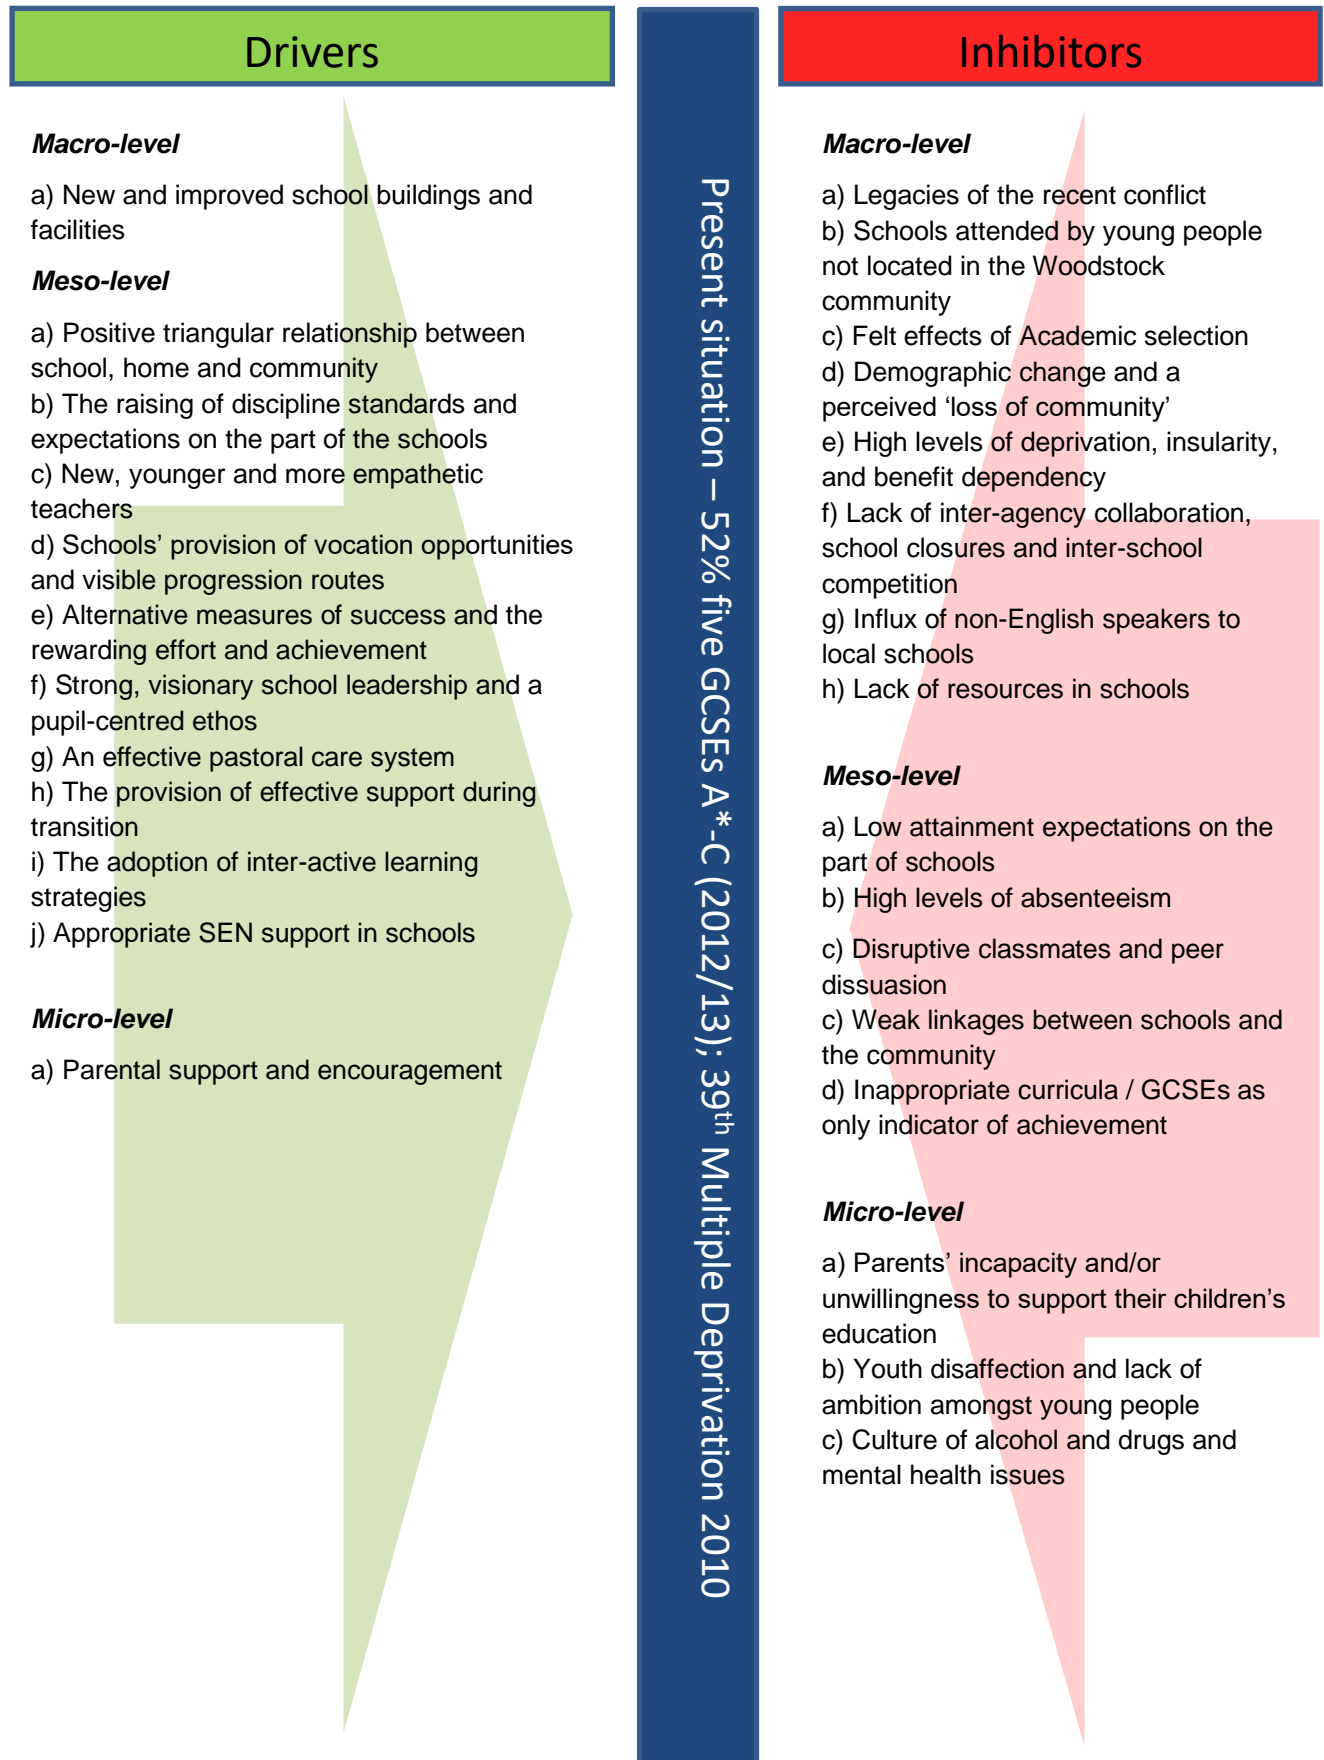 Drivers
Macro-level
a) New and improved school buildings and
facilities
Meso-level
a) Positive triangular relationship between
school, home and community
b) The raising of discipline standards and
expectations on the part of the schools
c) New, younger and more empathetic
teachers
d) Schools’ provision of vocation opportunities
and visible progression routes
e) Alternative measures of success and the
rewarding effort and achievement
f) Strong, visionary school leadership and a
pupil-centred ethos
g) An effective pastoral care system
h) The provision of effective support during
transition
i) The adoption of inter-active learning
strategies
j) Appropriate SEN support in schools
Micro-level
a) Parental support and encouragement
Present situation – 52% five GCSEs A*-C (2012/13); 39th Multiple Deprivation 2010
Inhibitors
Macro-level
a) Legacies of the recent conflict
b) Schools attended by young people
not located in the Woodstock
community
c) Felt effects of Academic selection
d) Demographic change and a
perceived ‘loss of community’
e) High levels of deprivation, insularity,
and benefit dependency
f) Lack of inter-agency collaboration,
school closures and inter-school
competition
g) Influx of non-English speakers to
local schools
h) Lack of resources in schools
Meso-level
a) Low attainment expectations on the
part of schools
b) High levels of absenteeism
c) Disruptive classmates and peer
dissuasion
c) Weak linkages between schools and
the community
d) Inappropriate curricula / GCSEs as
only indicator of achievement
Micro-level
a) Parents’ incapacity and/or
unwillingness to support their children’s
education
b) Youth disaffection and lack of
ambition amongst young people
c) Culture of alcohol and drugs and
mental health issues